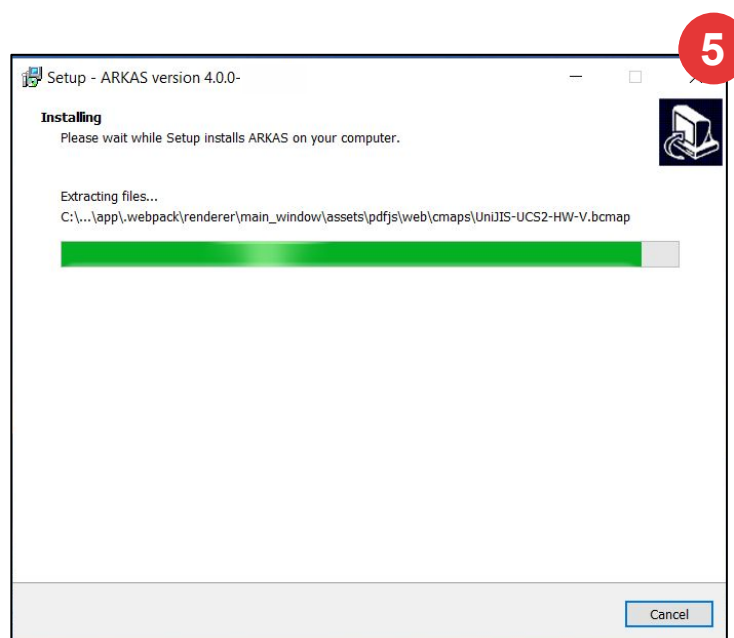 5
Setup - ARKAS version 4.0.0-
Installing
Please wait while Setup installs ARKAS on your computer.
Extracting files...
C:\...\app\.webpack\renderer\main_window\assets\pdfjs\web\cmaps\UniJIS-UCS2-HW-V.bcmap
Cancel